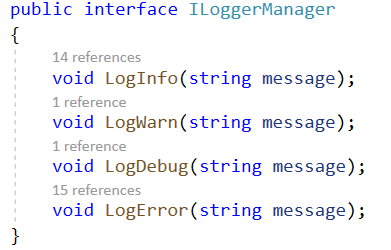 public interface ILoggerManager
{
14 references
void LogInfo(string message);
1 reference
void LogWarn(string message);
1 reference
void LogDebug(string message);
15 references
void LogError(string message);
}